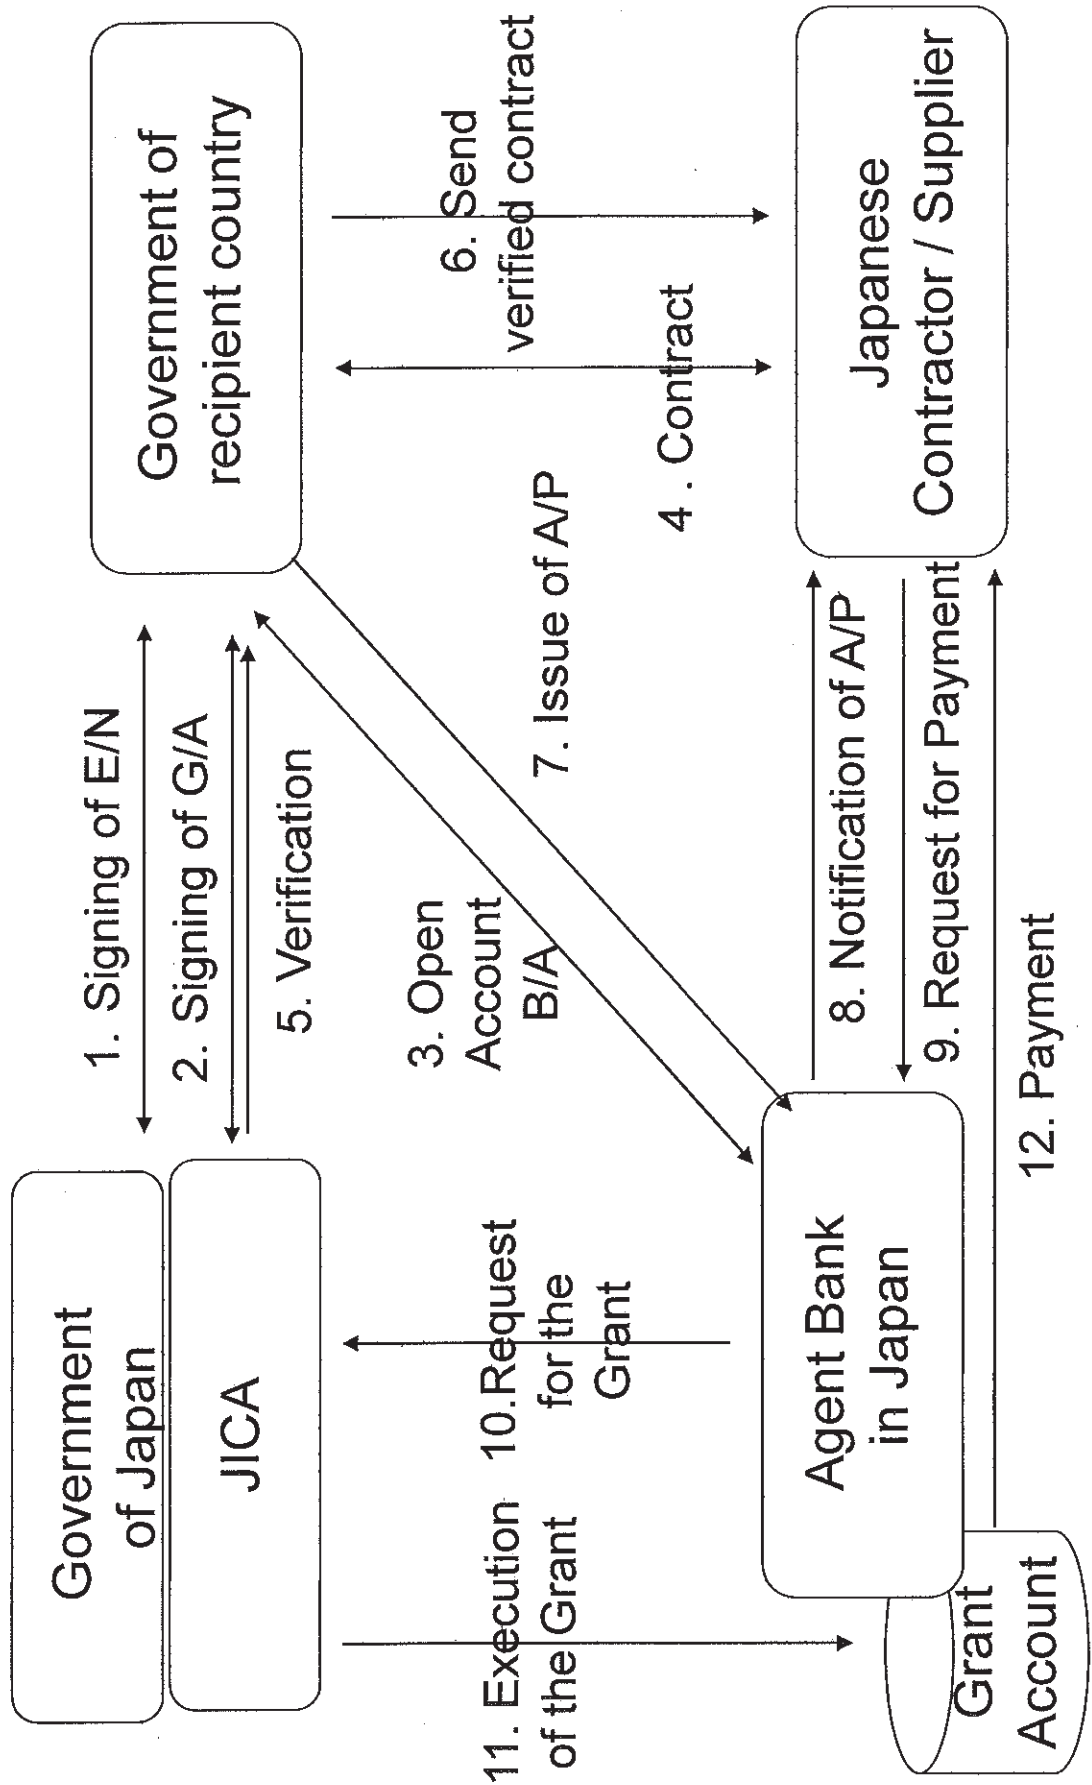 Government
of Japan
JICA
1. Signing of E/N
2. Signing of G/A
5. Verification
Government of
recipient country
11. Execution
of the Grant
10.Request
for the
Grant
3. Open
Account
B/A
7. Issue of A/P
4 . Contract
6. Send
verified contract
Agent Bank
in Japan
Grant
Account
8. Notification of A/P
9. Request for Payment
12. Payment
Japanese
Contractor / Supplier